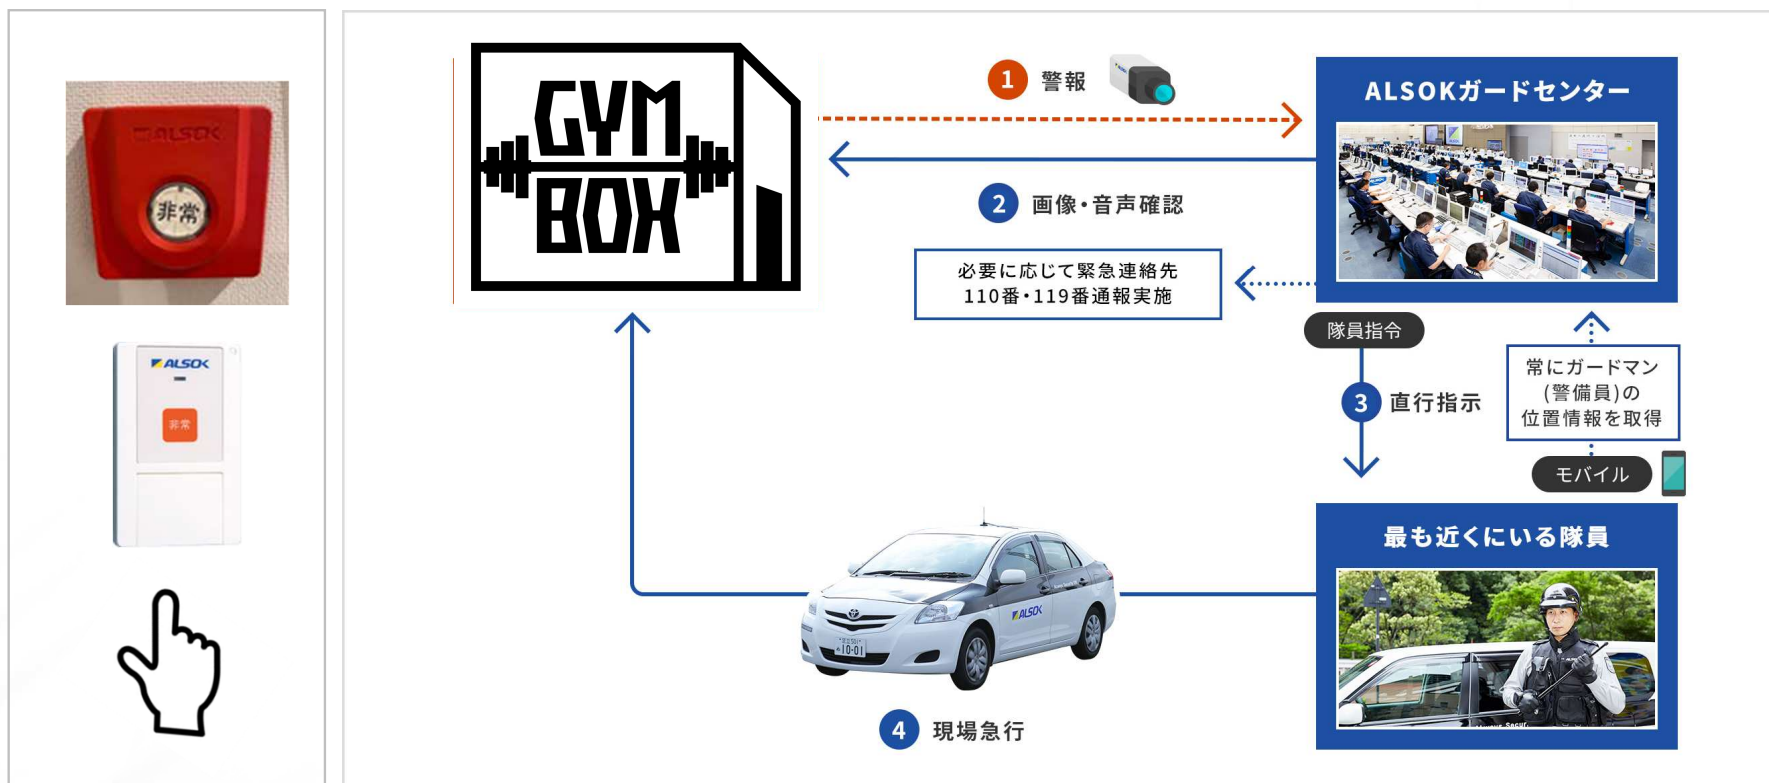 ALSOK
非常
ALSOK
非常
GYM
BOX
1 警報
ALSOKガードセンター
2 画像・音声確認
必要に応じて緊急連絡先
110番・119番通報実施
隊員指令
3 直行指示
常にガードマン
(警備員)の
位置情報を取得
モバイル
最も近くにいる隊員
ALSOK
10-01
4 現場急行